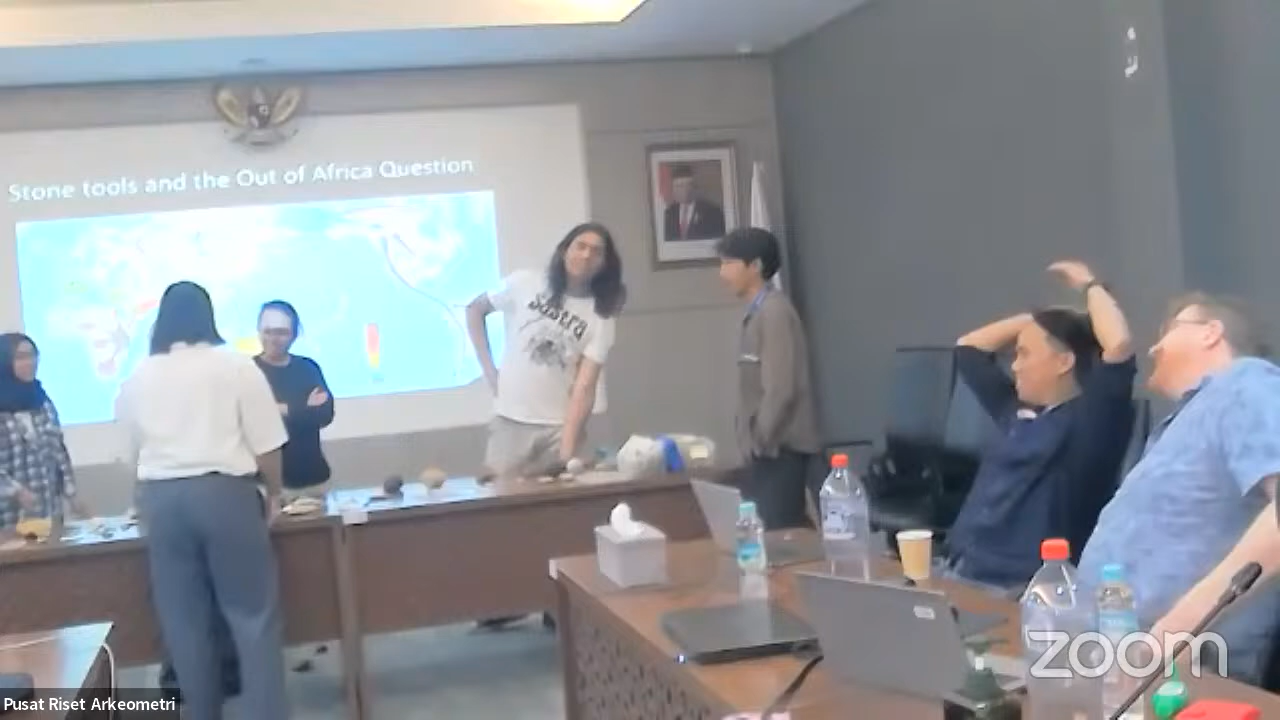 Stone tools and the Out of Africa Question
Sastra
zoom
Pusat Riset Arkeometri